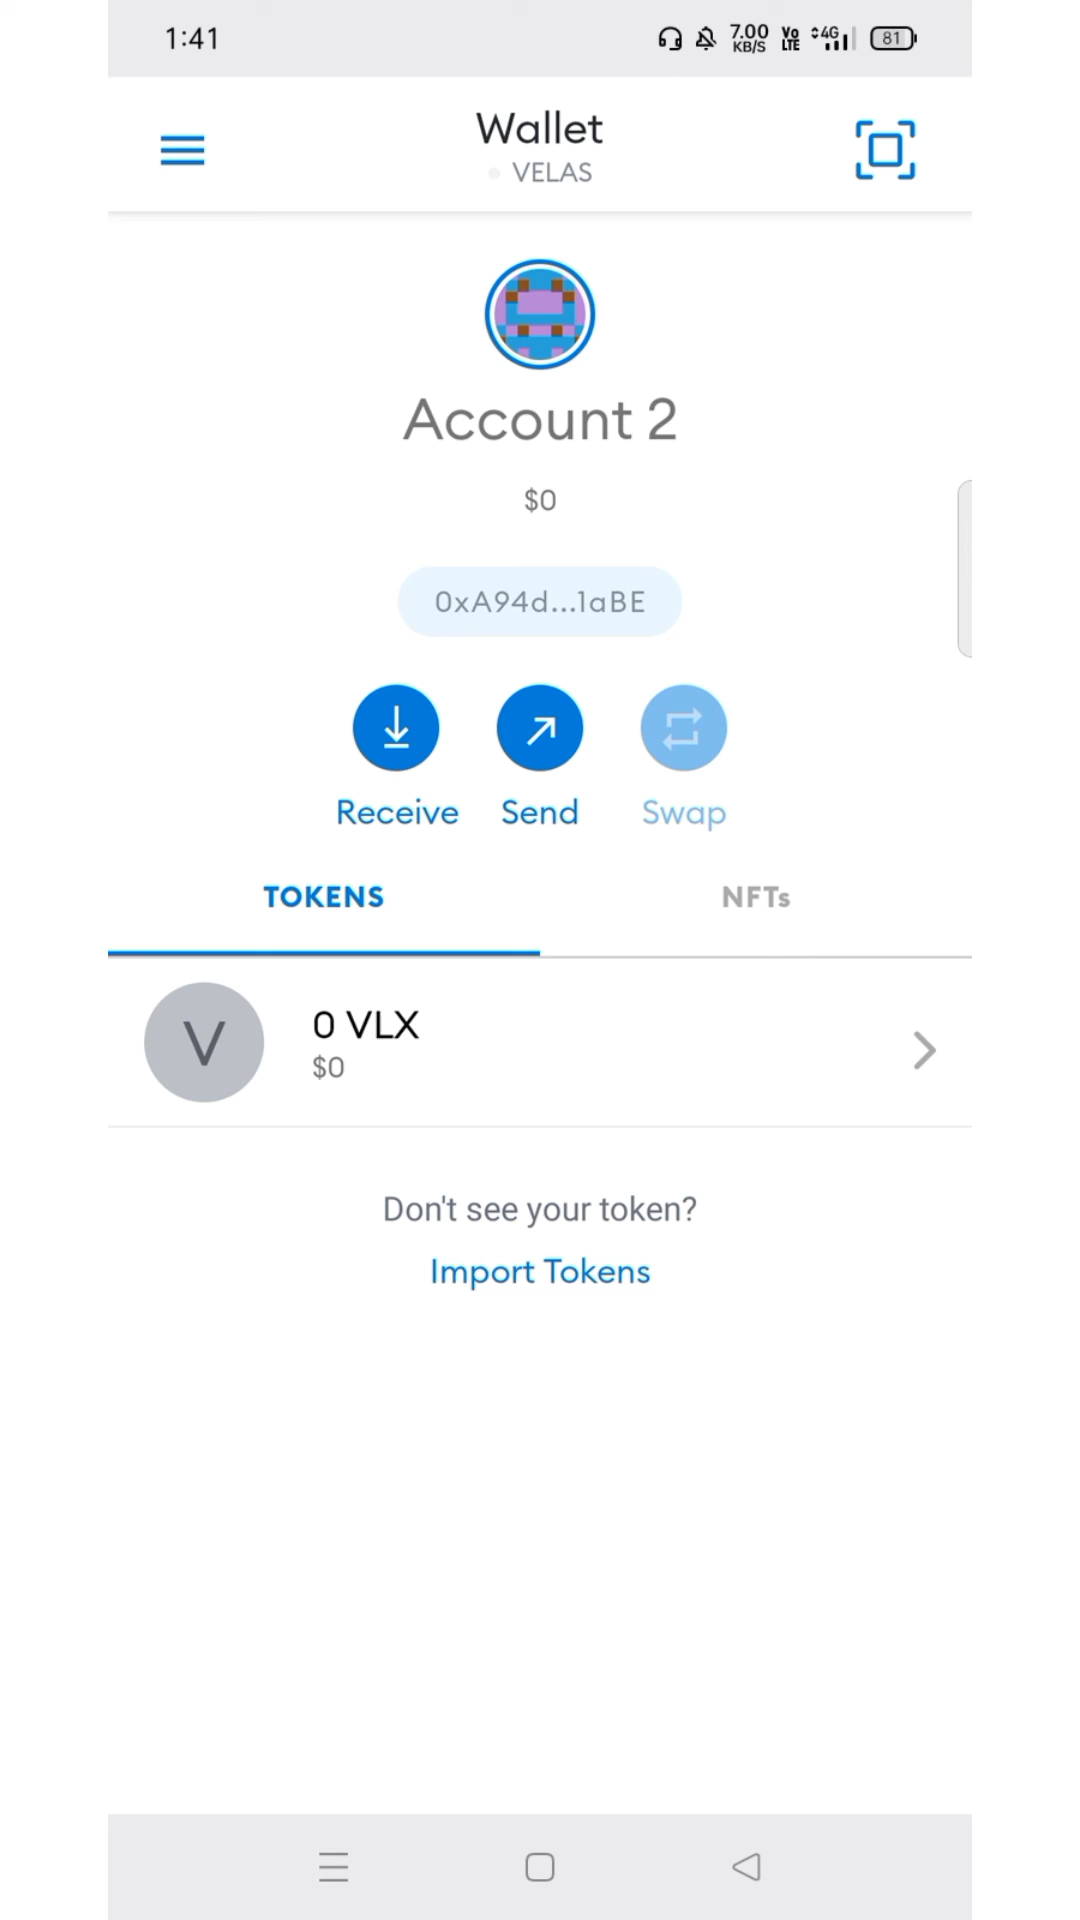 1:41
7.00 KB/S Vo LTE 4G 81
Wallet
VELAS
Account 2
$0
0xA94d...1aBE
Receive Send Swap
TOKENS NFTs
V
0 VLX
$0
Don't see your token?
Import Tokens